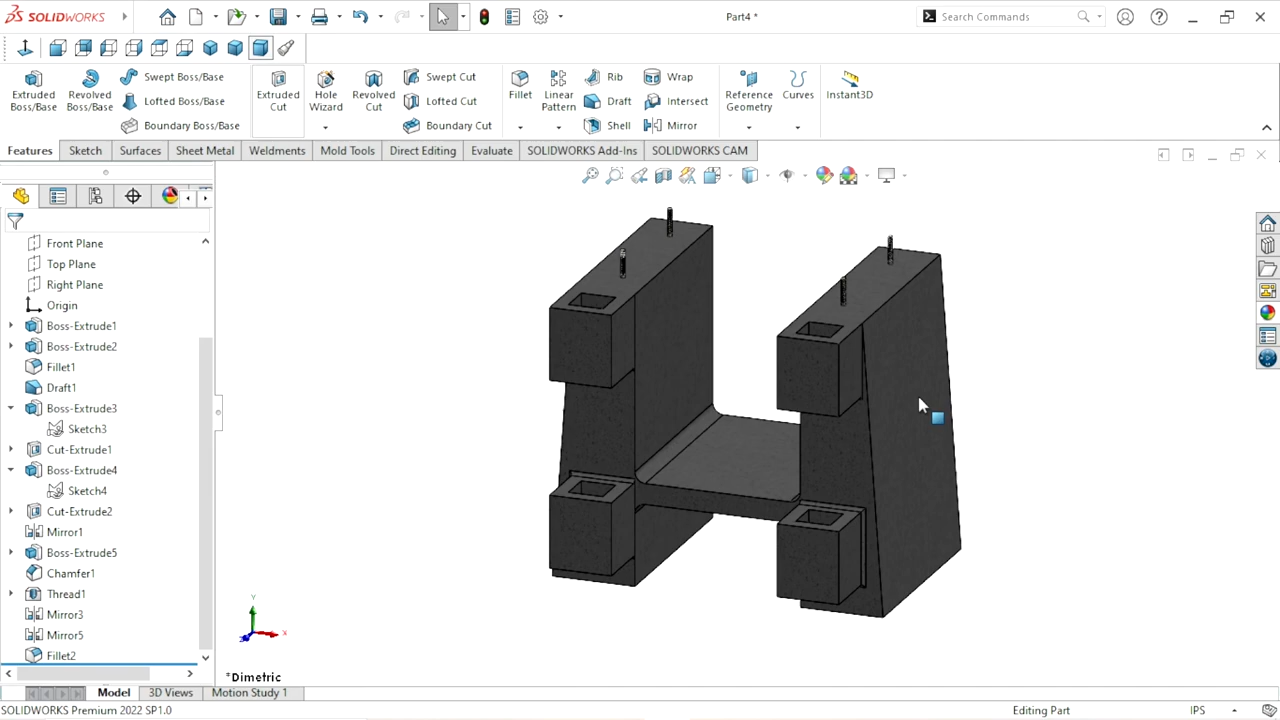 SOLIDWORKS
Part4 *
Search Commands
Extruded Boss/Base
Revolved Boss/Base
Swept Boss/Base
Lofted Boss/Base
Boundary Boss/Base
Extruded Cut
Hole Wizard
Revolved Cut
Swept Cut
Lofted Cut
Boundary Cut
Fillet
Linear Pattern
Rib
Draft
Shell
Wrap
Intersect
Mirror
Reference Geometry
Curves
Instant3D
Features
Sketch
Surfaces
Sheet Metal
Weldments
Mold Tools
Direct Editing
Evaluate
SOLIDWORKS Add-Ins
SOLIDWORKS CAM
Front Plane
Top Plane
Right Plane
Origin
Boss-Extrude1
Boss-Extrude2
Fillet1
Draft1
Boss-Extrude3
Sketch3
Cut-Extrude1
Boss-Extrude4
Sketch4
Cut-Extrude2
Mirror1
Boss-Extrude5
Chamfer1
Thread1
Mirror3
Mirror5
Fillet2
Y
X
*Dimetric
Model
3D Views
Motion Study 1
SOLIDWORKS Premium 2022 SP1.0
Editing Part
IPS